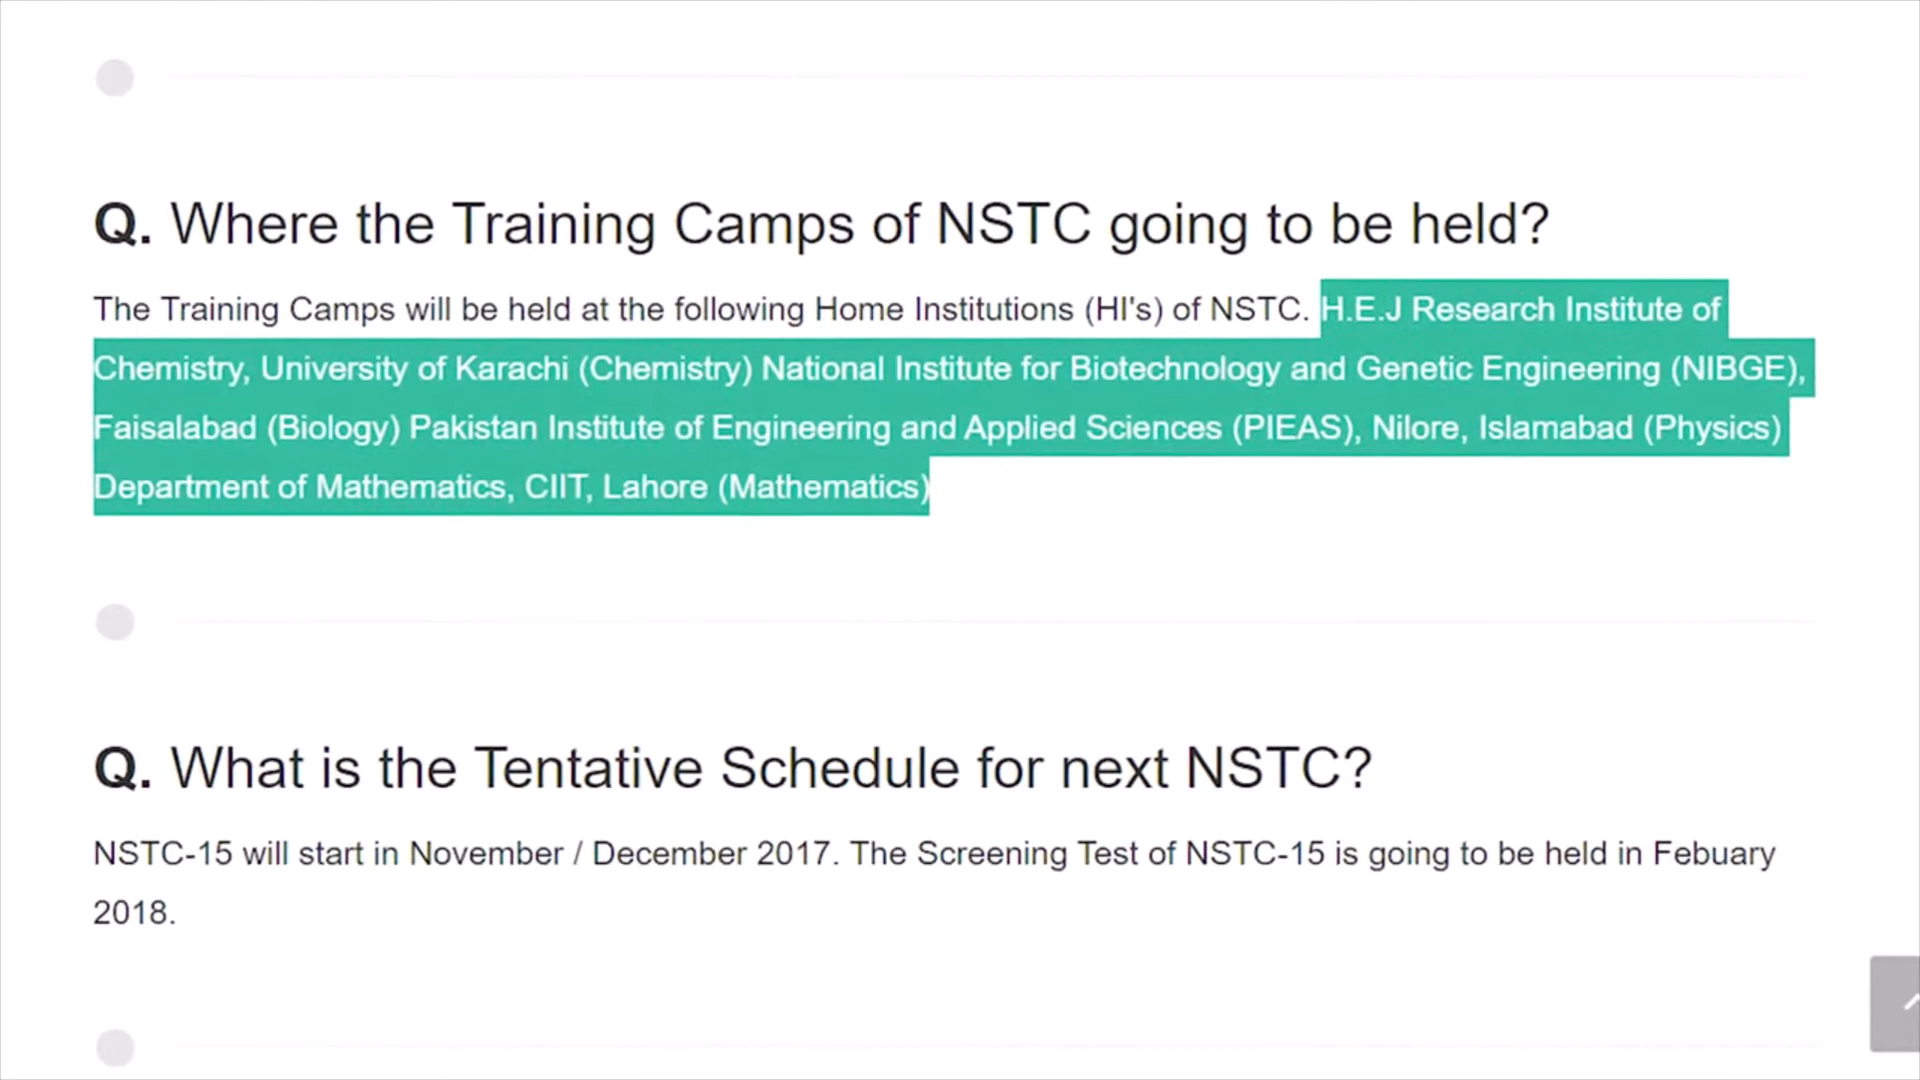 Q. Where the Training Camps of NSTC going to be held?
The Training Camps will be held at the following Home Institutions (HI's) of NSTC. H.E.J Research Institute of
Chemistry, University of Karachi (Chemistry) National Institute for Biotechnology and Genetic Engineering (NIBGE),
Faisalabad (Biology) Pakistan Institute of Engineering and Applied Sciences (PIEAS), Nilore, Islamabad (Physics)
Department of Mathematics, CIIT, Lahore (Mathematics)
Q. What is the Tentative Schedule for next NSTC?
NSTC-15 will start in November / December 2017. The Screening Test of NSTC-15 is going to be held in Febuary
2018.